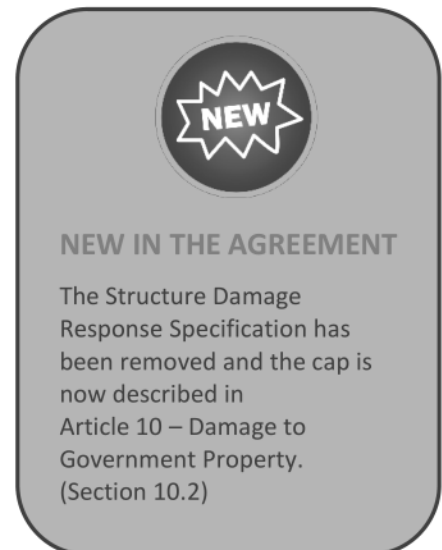 NEW
NEW IN THE AGREEMENT
The Structure Damage
Response Specification has
been removed and the cap is
now described in
Article 10 – Damage to
Government Property.
(Section 10.2)